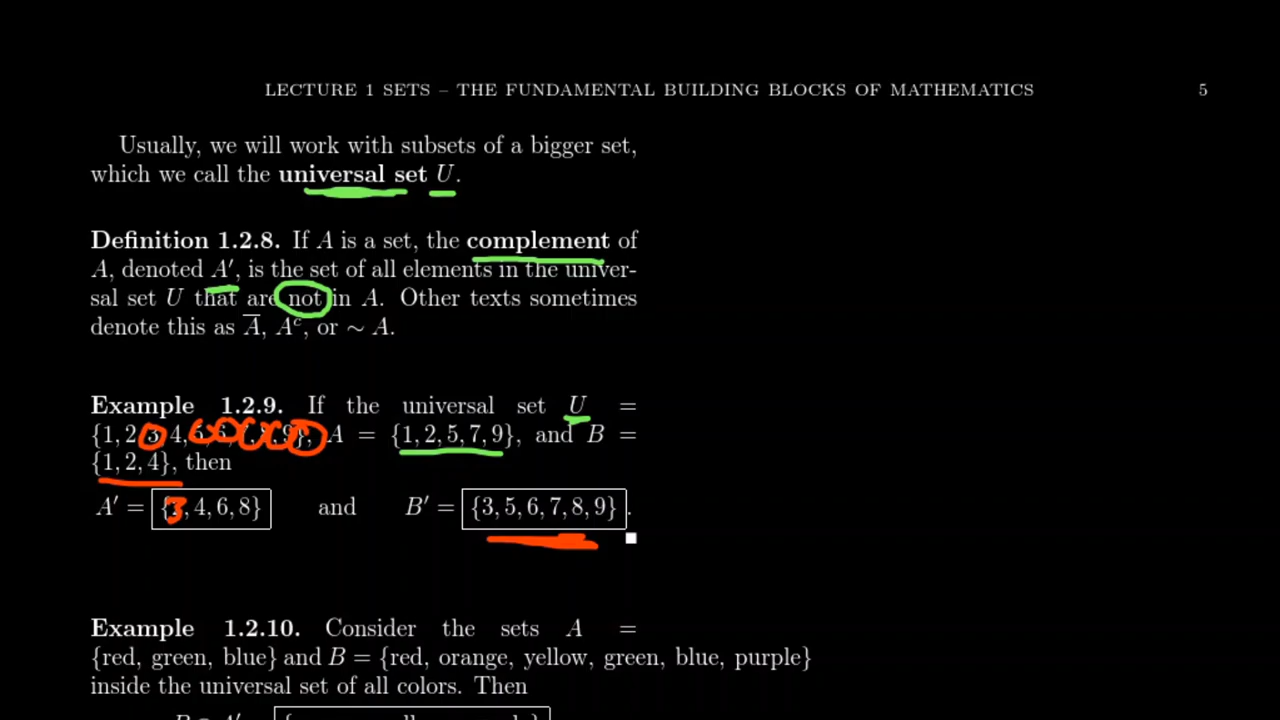 LECTURE 1 SETS – THE FUNDAMENTAL BUILDING BLOCKS OF MATHEMATICS 5
Usually, we will work with subsets of a bigger set,
which we call the universal set U.
Definition 1.2.8. If A is a set, the complement of
A, denoted A′, is the set of all elements in the univer-
sal set U that are not in A. Other texts sometimes
denote this as A̅, Aᶜ, or ∼ A.
Example 1.2.9. If the universal set U =
{1, 2, 3, 4, 5, 6, 7, 8, 9}, A = {1, 2, 5, 7, 9}, and B =
{1, 2, 4}, then
A′ = {3, 4, 6, 8} and B′ = {3, 5, 6, 7, 8, 9}.
Example 1.2.10. Consider the sets A =
{red, green, blue} and B = {red, orange, yellow, green, blue, purple}
inside the universal set of all colors. Then